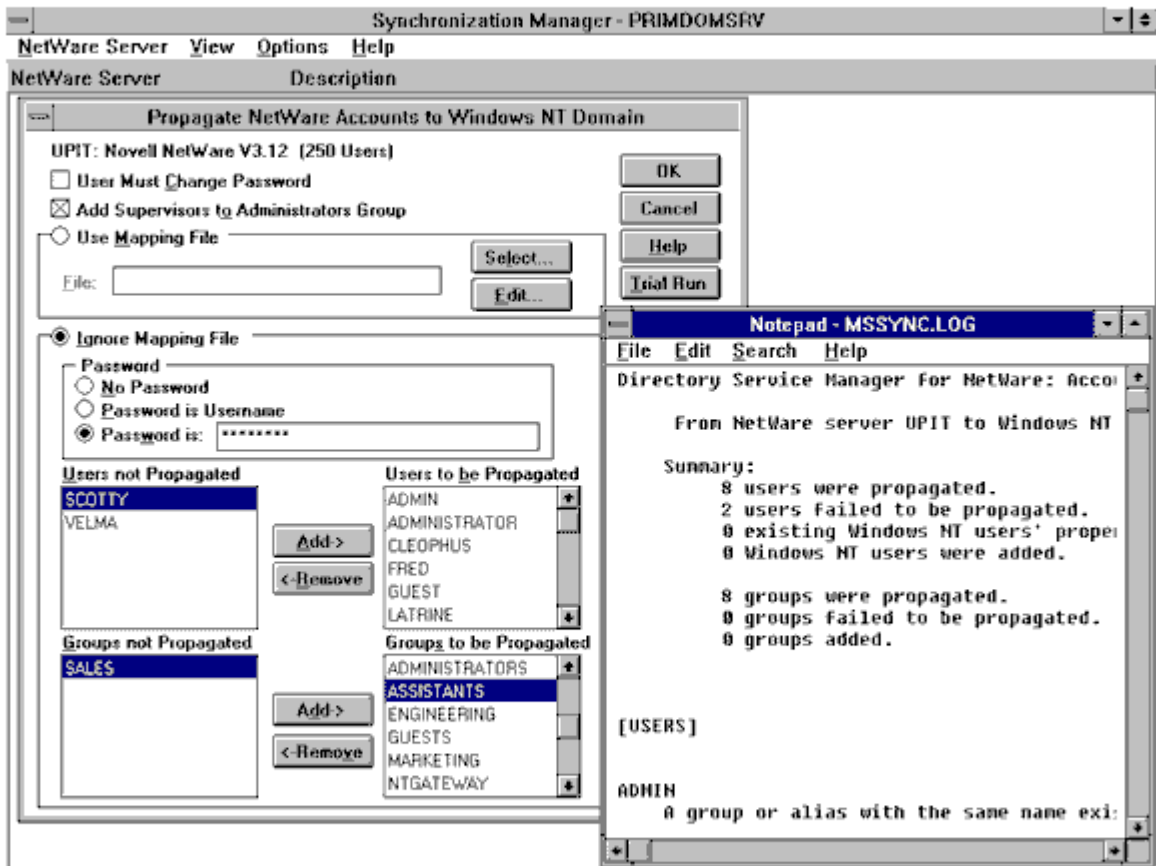 Synchronization Manager - PRIMDOMSRV
NetWare Server View Options Help
NetWare Server Description
Propagate NetWare Accounts to Windows NT Domain
UPIT: Novell NetWare V3.12 (250 Users)
User Must Change Password
Add Supervisors to Administrators Group
Use Mapping File
File:
Select...
Edit...
OK
Cancel
Help
Trial Run
Ignore Mapping File
Password
No Password
Password is Username
Password is: ********
Users not Propagated
SCOTTY
VELMA
Add->
<-Remove
Users to be Propagated
ADMIN
ADMINISTRATOR
CLEOPHUS
FRED
GUEST
LATRINE
Groups not Propagated
SALES
Add->
<-Remove
Groups to be Propagated
ADMINISTRATORS
ASSISTANTS
ENGINEERING
GUESTS
MARKETING
NTGATEWAY
Notepad - MSSYNC.LOG
File Edit Search Help
Directory Service Manager for NetWare: Acco
From NetWare server UPIT to Windows NT
Summary:
8 users were propagated.
2 users failed to be propagated.
0 existing Windows NT users' proper
0 Windows NT users were added.
8 groups were propagated.
0 groups failed to be propagated.
0 groups added.
[USERS]
ADMIN
A group or alias with the same name exi